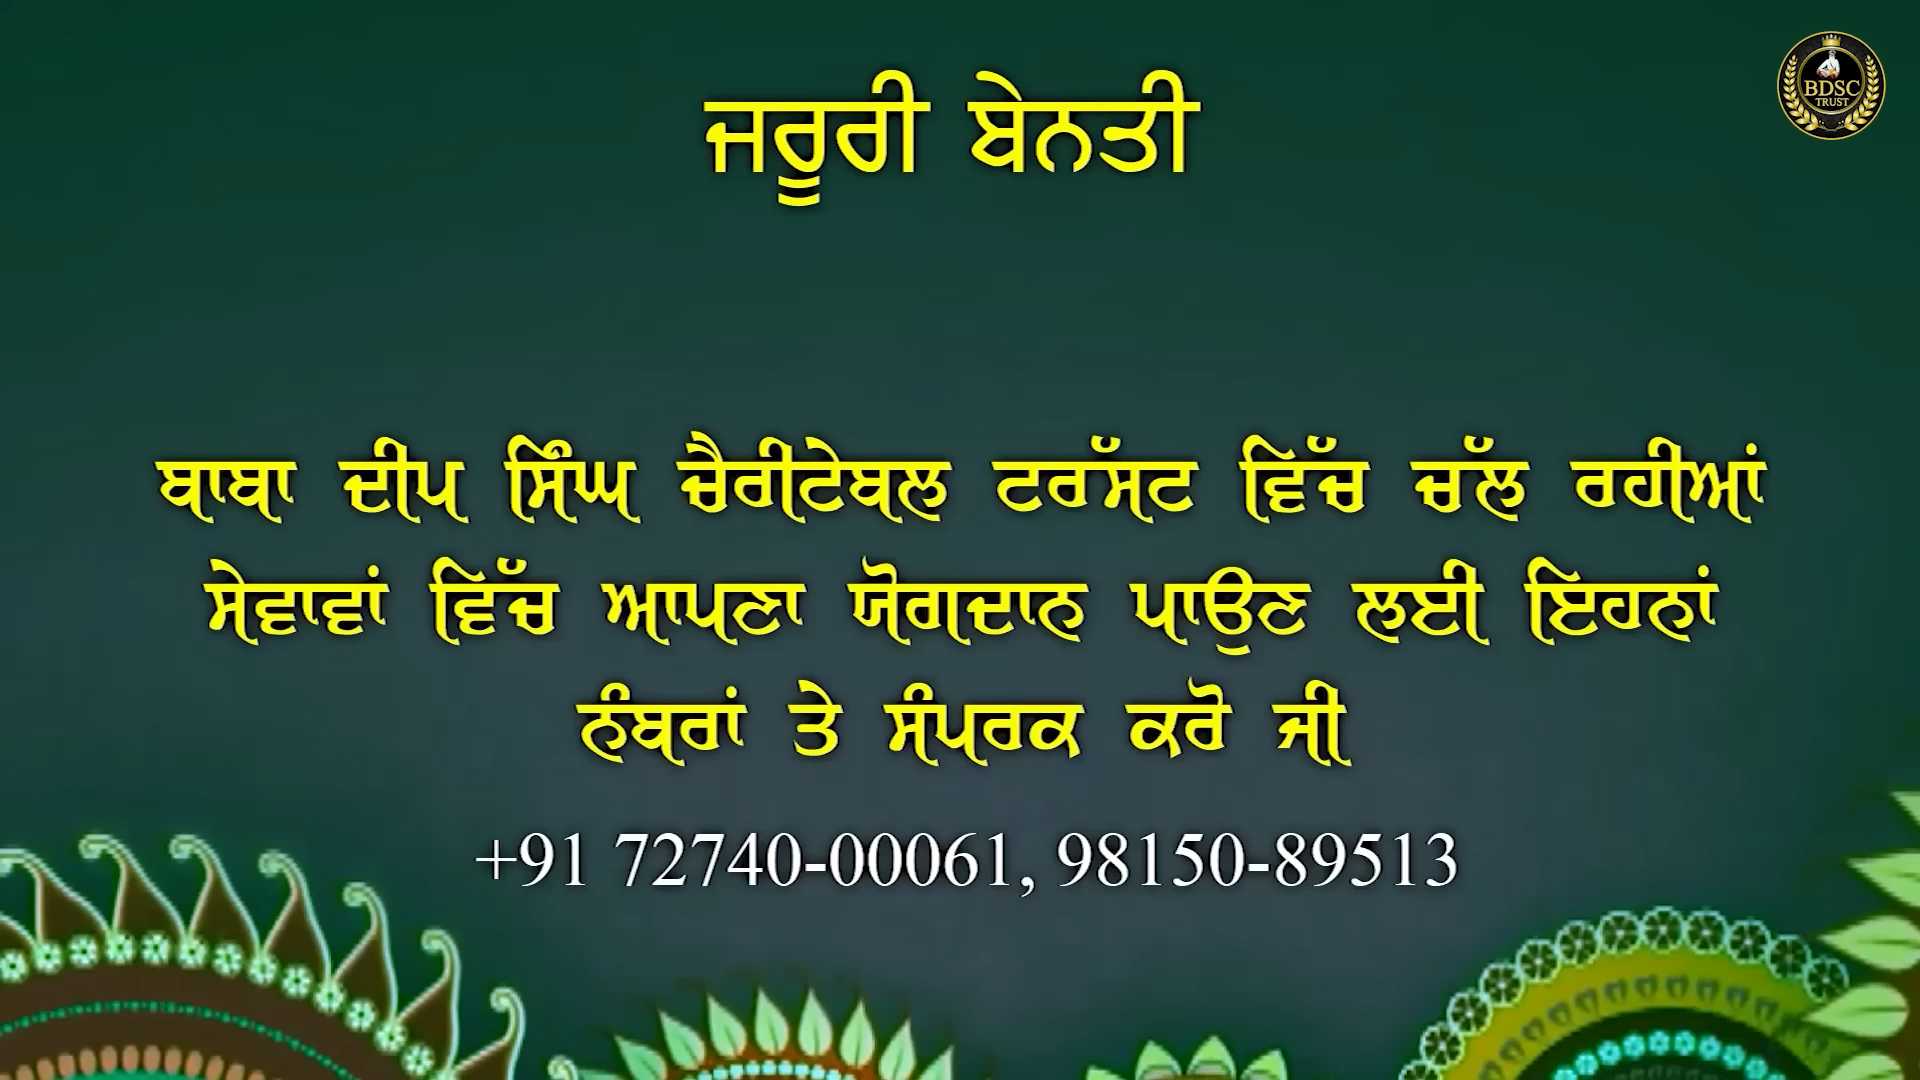 ਜਰੂਰੀ ਬੇਨਤੀ
BDSC
TRUST
ਬਾਬਾ ਦੀਪ ਸਿੰਘ ਚੈਰੀਟੇਬਲ ਟਰੱਸਟ ਵਿੱਚ ਚੱਲ ਰਹੀਆਂ
ਸੇਵਾਵਾਂ ਵਿੱਚ ਆਪਣਾ ਯੋਗਦਾਨ ਪਾਉਣ ਲਈ ਇਹਨਾਂ
ਨੰਬਰਾਂ ਤੇ ਸੰਪਰਕ ਕਰੋ ਜੀ
+91 72740-00061, 98150-89513